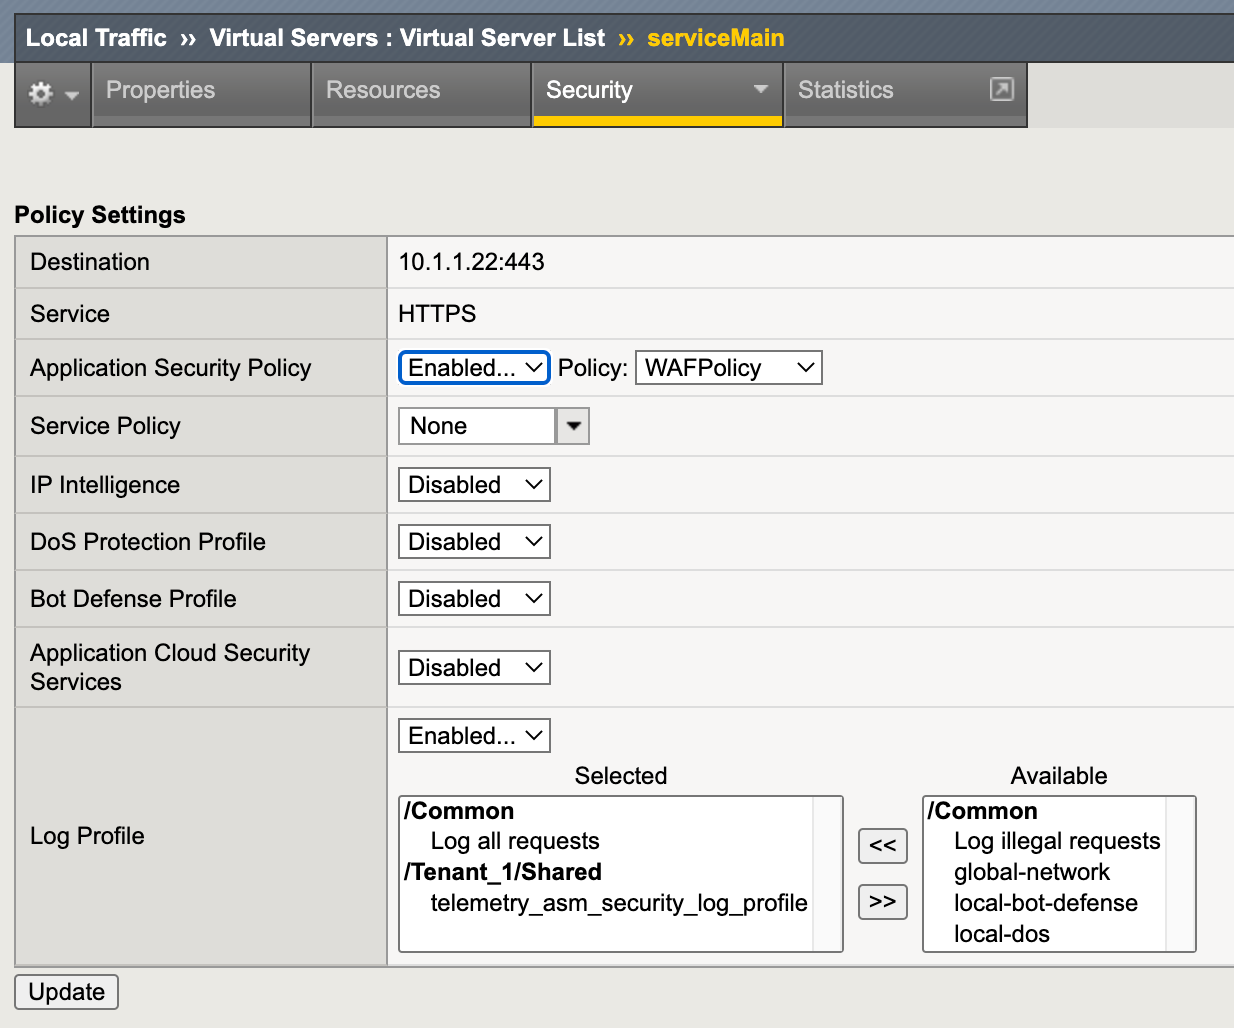 Local Traffic ›› Virtual Servers : Virtual Server List ›› serviceMain
Properties Resources Security Statistics
Policy Settings
Destination 10.1.1.22:443
Service HTTPS
Application Security Policy Enabled... Policy: WAFPolicy
Service Policy None
IP Intelligence Disabled
DoS Protection Profile Disabled
Bot Defense Profile Disabled
Application Cloud Security
Services
Disabled
Log Profile
Enabled...
Selected
/Common
Log all requests
/Tenant_1/Shared
telemetry_asm_security_log_profile
<<
>>
Available
/Common
Log illegal requests
global-network
local-bot-defense
local-dos
Update